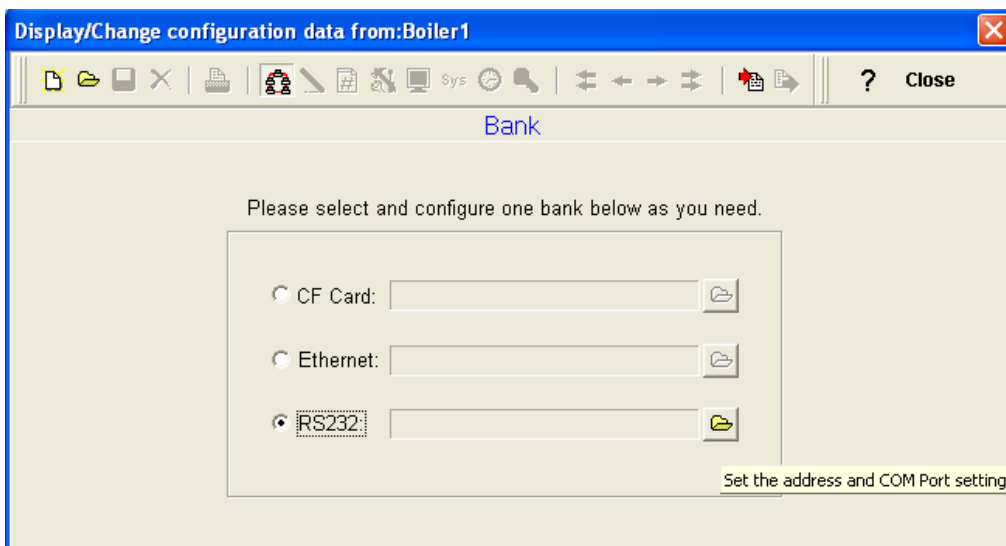 Display/Change configuration data from:Boiler1
Sys ? Close
Bank
Please select and configure one bank below as you need.
CF Card:
Ethernet:
RS232:
Set the address and COM Port setting